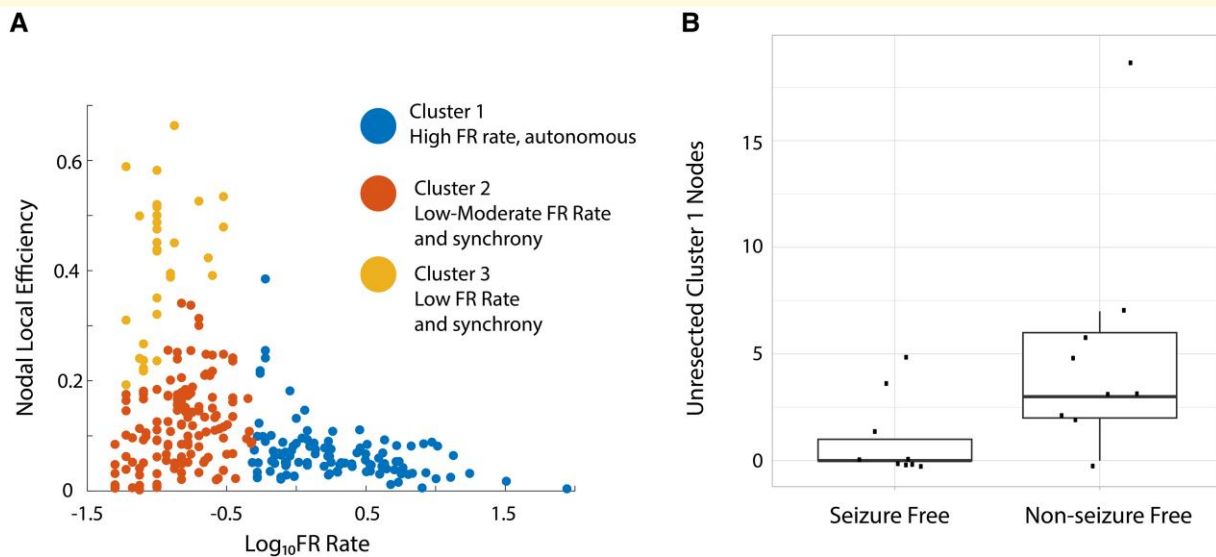 A
Nodal Local Efficiency
0.6
0.4
0.2
0
-1.5
-0.5
0.5
1.5
Log₁₀FR Rate
Cluster 1
High FR rate, autonomous
Cluster 2
Low-Moderate FR Rate
and synchrony
Cluster 3
Low FR Rate
and synchrony
B
Unresected Cluster 1 Nodes
15
10
5
0
Seizure Free
Non-seizure Free